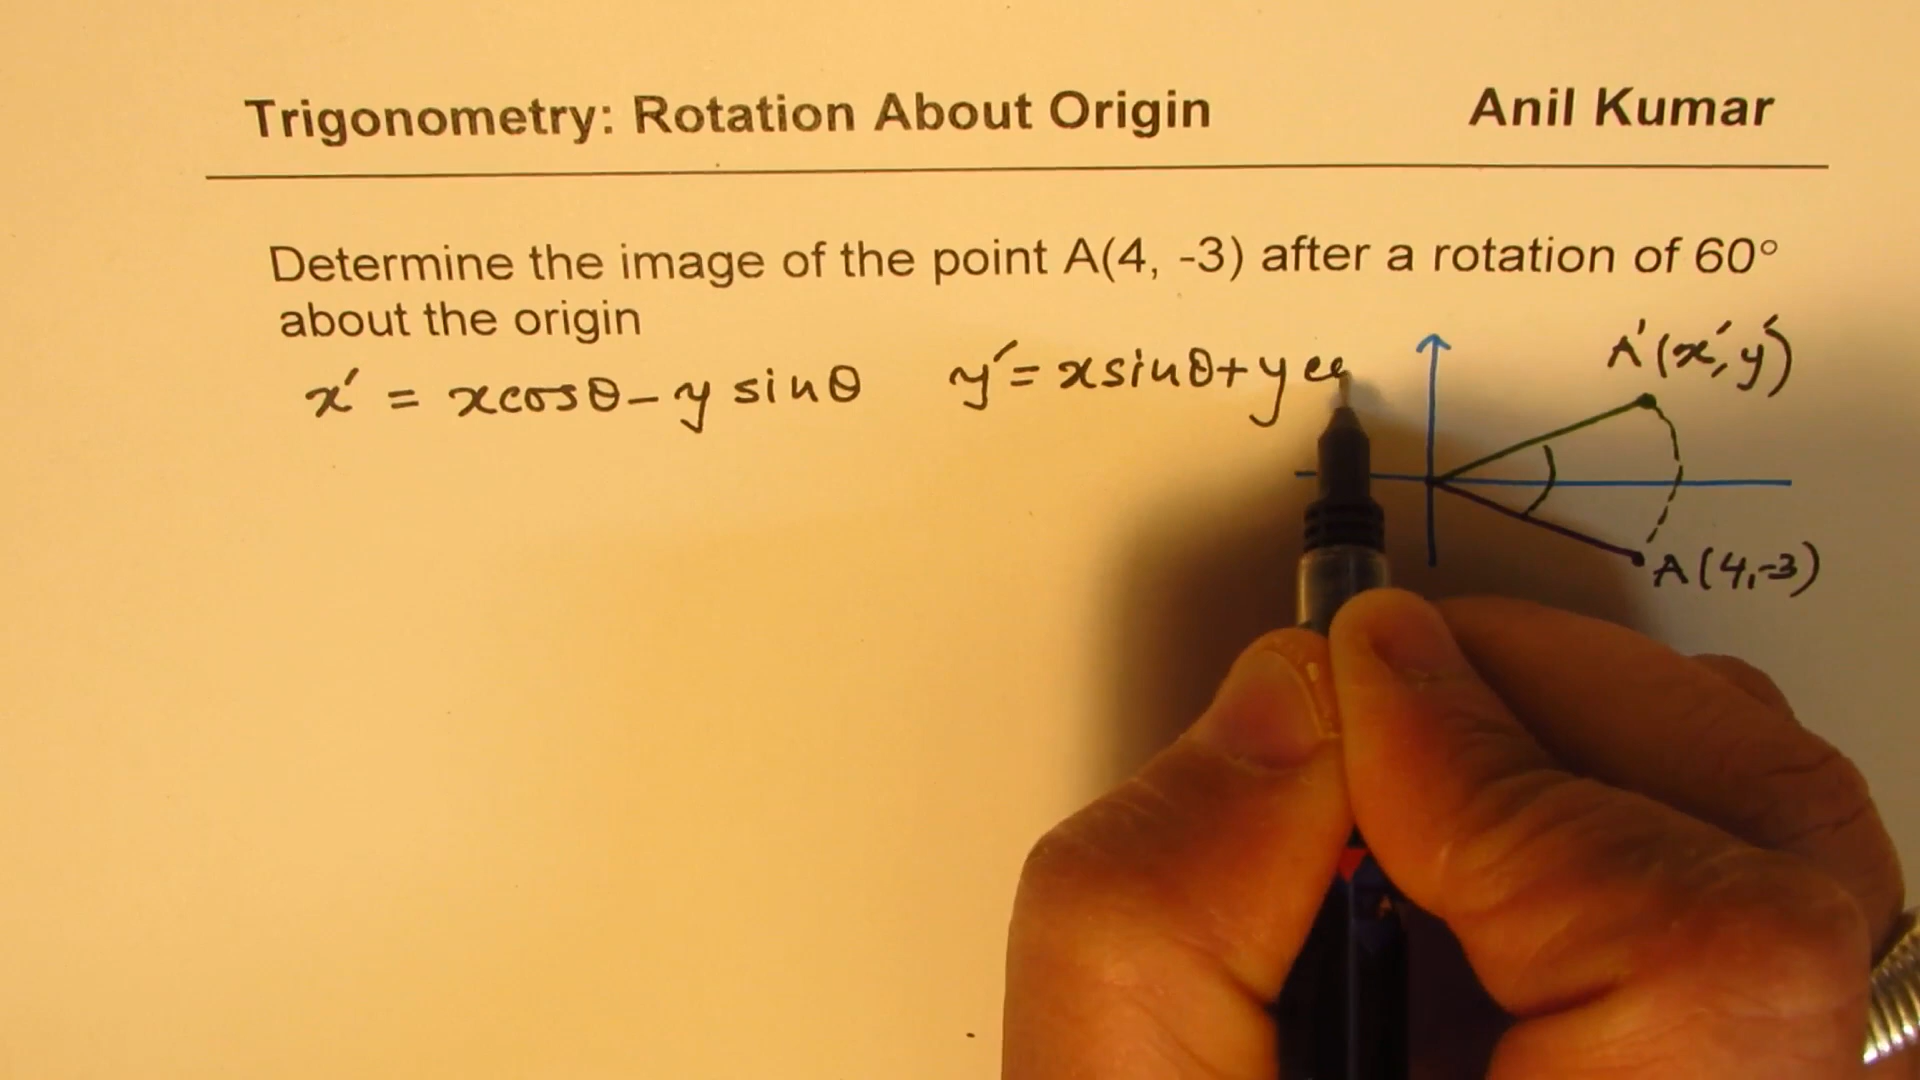 Trigonometry: Rotation About Origin Anil Kumar
Determine the image of the point A(4, -3) after a rotation of 60°
about the origin
x' = xcosθ - y sinθ y' = xsinθ + y co
A'(x', y')
A(4,-3)